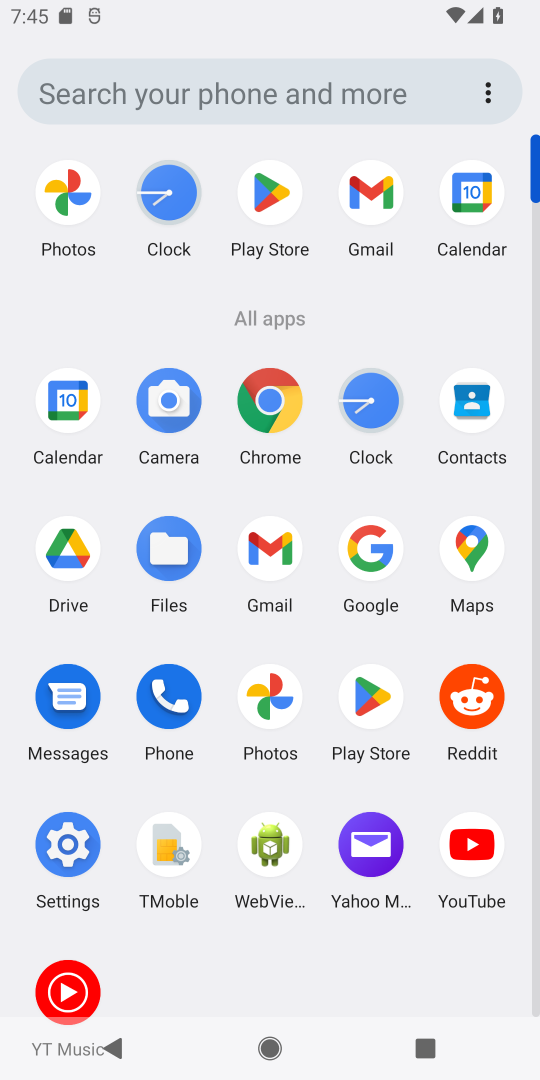 7:45
Search your phone and more
Photos Clock Play Store Gmail Calendar
All apps
Calendar Camera Chrome Clock Contacts
Drive Files Gmail Google Maps
Messages Phone Photos Play Store Reddit
Settings TMoble WebVie... Yahoo M... YouTube
YT Music